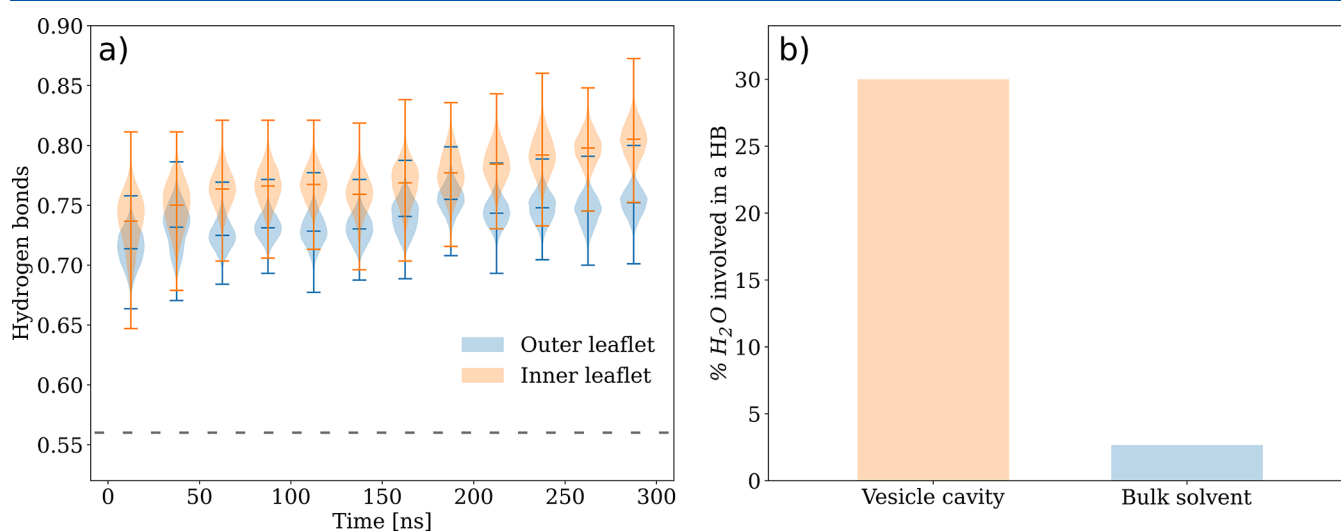 a)
Hydrogen bonds
0.90
0.85
0.80
0.75
0.70
0.65
0.60
0.55
Outer leaflet
Inner leaflet
0 50 100 150 200 250 300
Time [ns]
b)
% H2O involved in a HB
30
25
20
15
10
5
0
Vesicle cavity Bulk solvent